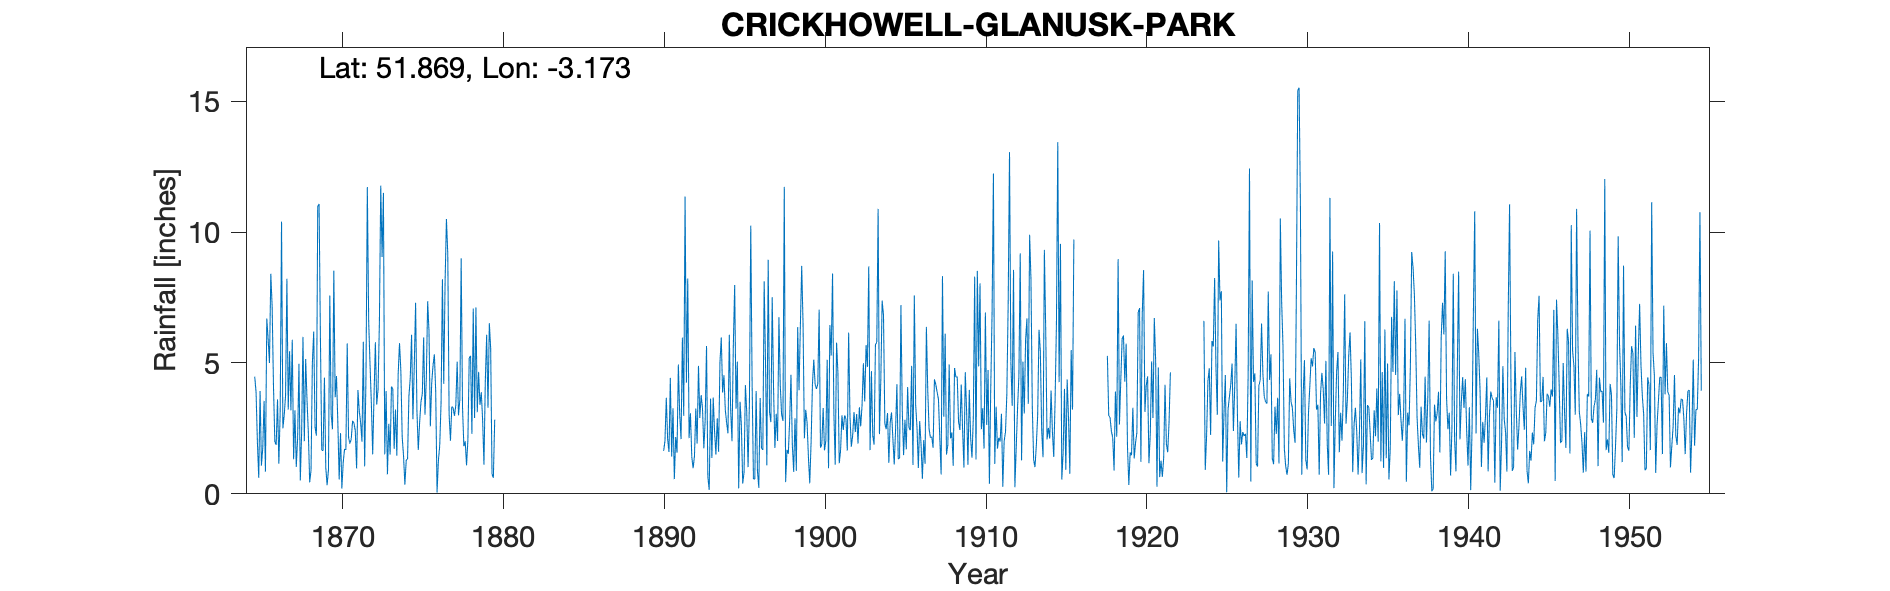 CRICKHOWELL-GLANUSK-PARK
Lat: 51.869, Lon: -3.173
15
10
5
0
Rainfall [inches]
1870 1880 1890 1900 1910 1920 1930 1940 1950
Year